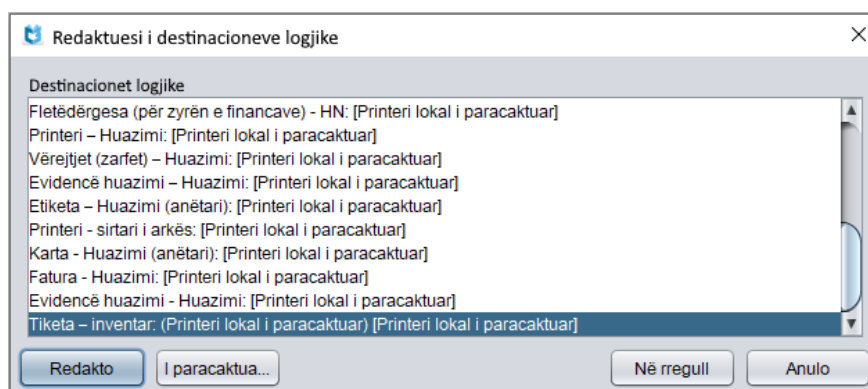 Redaktuesi i destinacioneve logjike
Destinacionet logjike
Fletëdërgesa (për zyrën e financave) - HN: [Printeri lokal i paracaktuar]
Printeri – Huazimi: [Printeri lokal i paracaktuar]
Vërejtjet (zarfet) – Huazimi: [Printeri lokal i paracaktuar]
Evidencë huazimi – Huazimi: [Printeri lokal i paracaktuar]
Etiketa – Huazimi (anëtari): [Printeri lokal i paracaktuar]
Printeri - sirtari i arkës: [Printeri lokal i paracaktuar]
Karta - Huazimi (anëtari): [Printeri lokal i paracaktuar]
Fatura - Huazimi: [Printeri lokal i paracaktuar]
Evidencë huazimi - Huazimi: [Printeri lokal i paracaktuar]
Tiketa – inventar: (Printeri lokal i paracaktuar) [Printeri lokal i paracaktuar]
Redakto I paracaktua... Në rregull Anulo